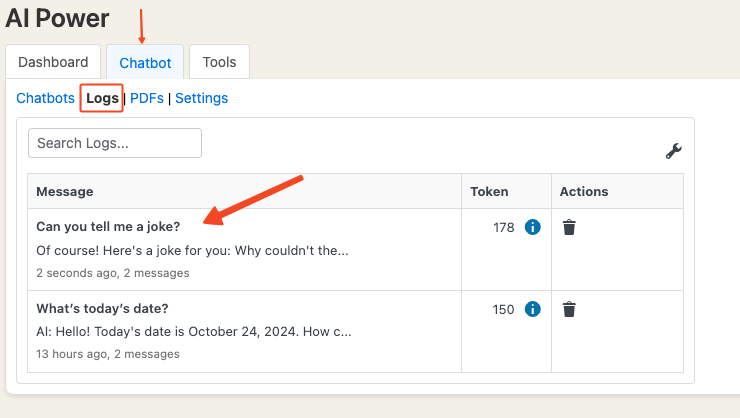 AI Power
Dashboard Chatbot Tools
Chatbots Logs | PDFs | Settings
Search Logs...
Message Token Actions
Can you tell me a joke? 178
Of course! Here's a joke for you: Why couldn't the...
2 seconds ago, 2 messages
What's today's date? 150
AI: Hello! Today's date is October 24, 2024. How c...
13 hours ago, 2 messages